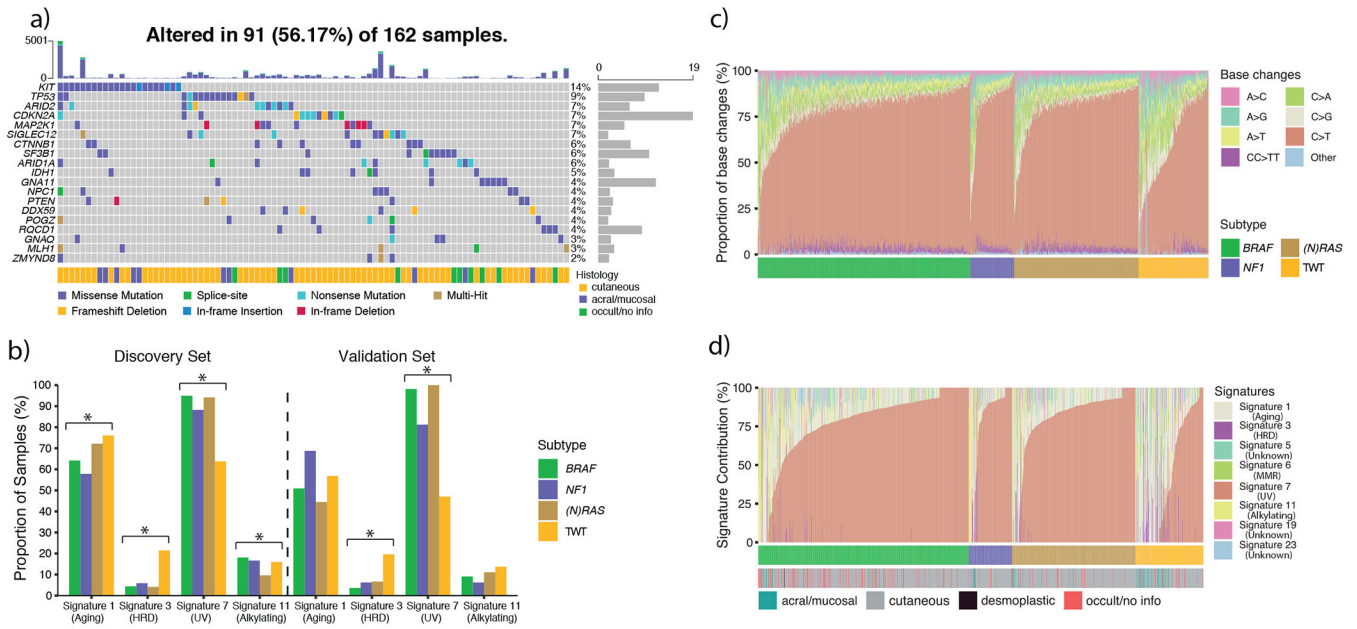 a)
Altered in 91 (56.17%) of 162 samples.
5001
0
0 19
KIT 14%
TP53 9%
ARID2 7%
CDKN2A 7%
MAP2K1 7%
SIGLEC12 7%
CTNNB1 6%
SF3B1 6%
ARID1A 6%
IDH1 5%
GNA11 4%
NPC1 4%
PTEN 4%
DDX59 4%
POGZ 4%
RQCD1 4%
GNAQ 3%
MLH1 3%
ZMYND8 2%
Histology
cutaneous
acral/mucosal
occult/no info
Missense Mutation Splice-site Nonsense Mutation Multi-Hit
Frameshift Deletion In-frame Insertion In-frame Deletion
b)
Discovery Set Validation Set
Proportion of Samples (%)
100
90
80
70
60
50
40
30
20
10
0
* * * * * *
Signature 1 Signature 3 Signature 7 Signature 11 Signature 1 Signature 3 Signature 7 Signature 11
(Aging) (HRD) (UV) (Alkylating) (Aging) (HRD) (UV) (Alkylating)
Subtype
BRAF
NF1
(N)RAS
TWT
c)
Proportion of base changes (%)
100
75
50
25
0
Base changes
A>C C>A
A>G C>G
A>T C>T
CC>TT Other
Subtype
BRAF (N)RAS
NF1 TWT
d)
Signature Contribution (%)
100
75
50
25
0
Signatures
Signature 1
(Aging)
Signature 3
(HRD)
Signature 5
(Unknown)
Signature 6
(MMR)
Signature 7
(UV)
Signature 11
(Alkylating)
Signature 19
(Unknown)
Signature 23
(Unknown)
acral/mucosal cutaneous desmoplastic occult/no info